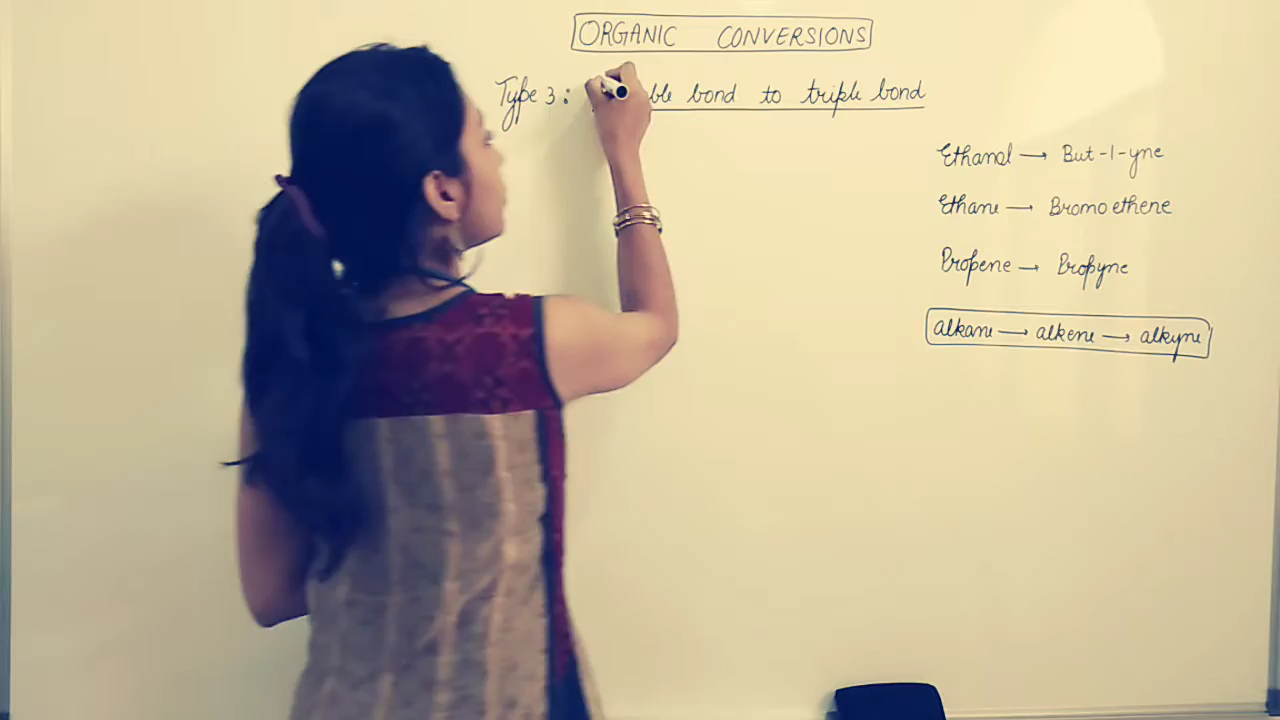 ORGANIC CONVERSIONS
Type 3: bond to triple bond
Ethanol → But-1-yne
Ethane → Bromoethene
Propene → Propyne
alkane → alkene → alkyne